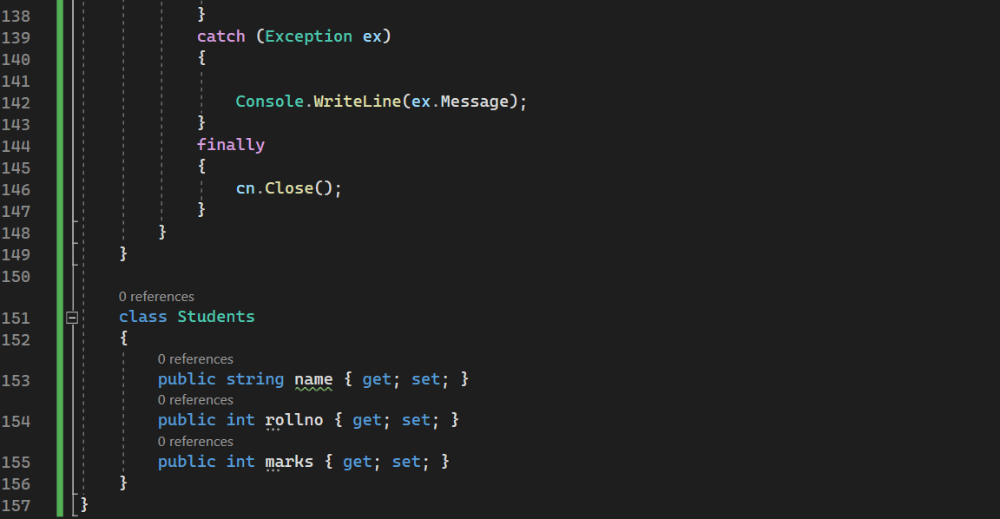 138 }
139 catch (Exception ex)
140 {
141
142 Console.WriteLine(ex.Message);
143 }
144 finally
145 {
146 cn.Close();
147 }
148 }
149 }
150
0 references
151 class Students
152 {
0 references
153 public string name { get; set; }
0 references
154 public int rollno { get; set; }
0 references
155 public int marks { get; set; }
156 }
157 }